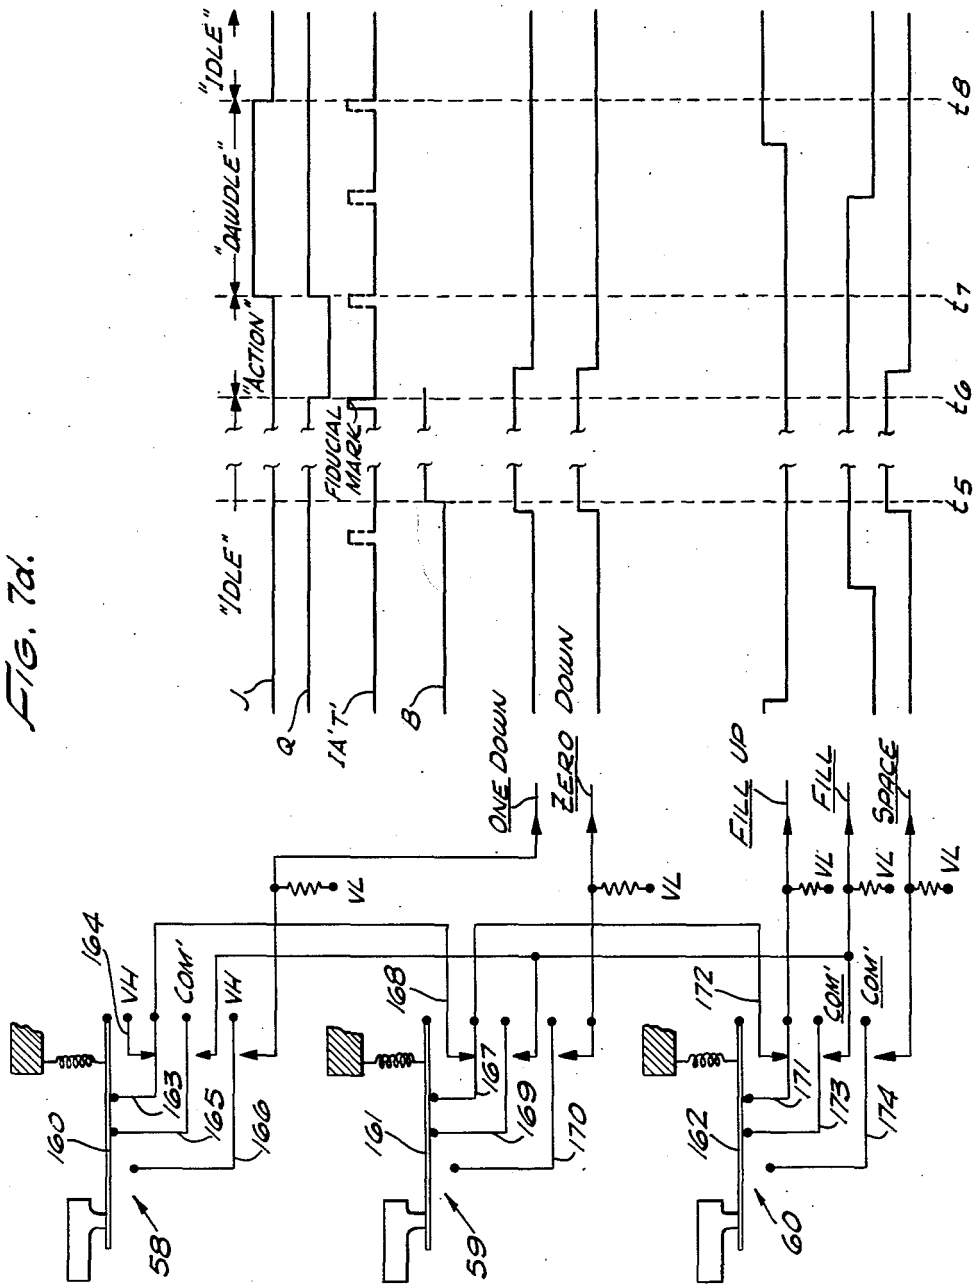 FIG. 7d.
"IDLE"
"ACTION"
"DAWDLE"
"IDLE"
J
Q
FIDUCIAL
MARK
IA'T'
B
160
164
VH
163
COM'
165
VH
166
58
VL
ONE DOWN
161
168
167
169
170
59
VL
ZERO DOWN
162
172
171
COM'
173
COM'
174
60
VL
VL
VL
FILL UP
FILL
SPACE
t5
t6
t7
t8